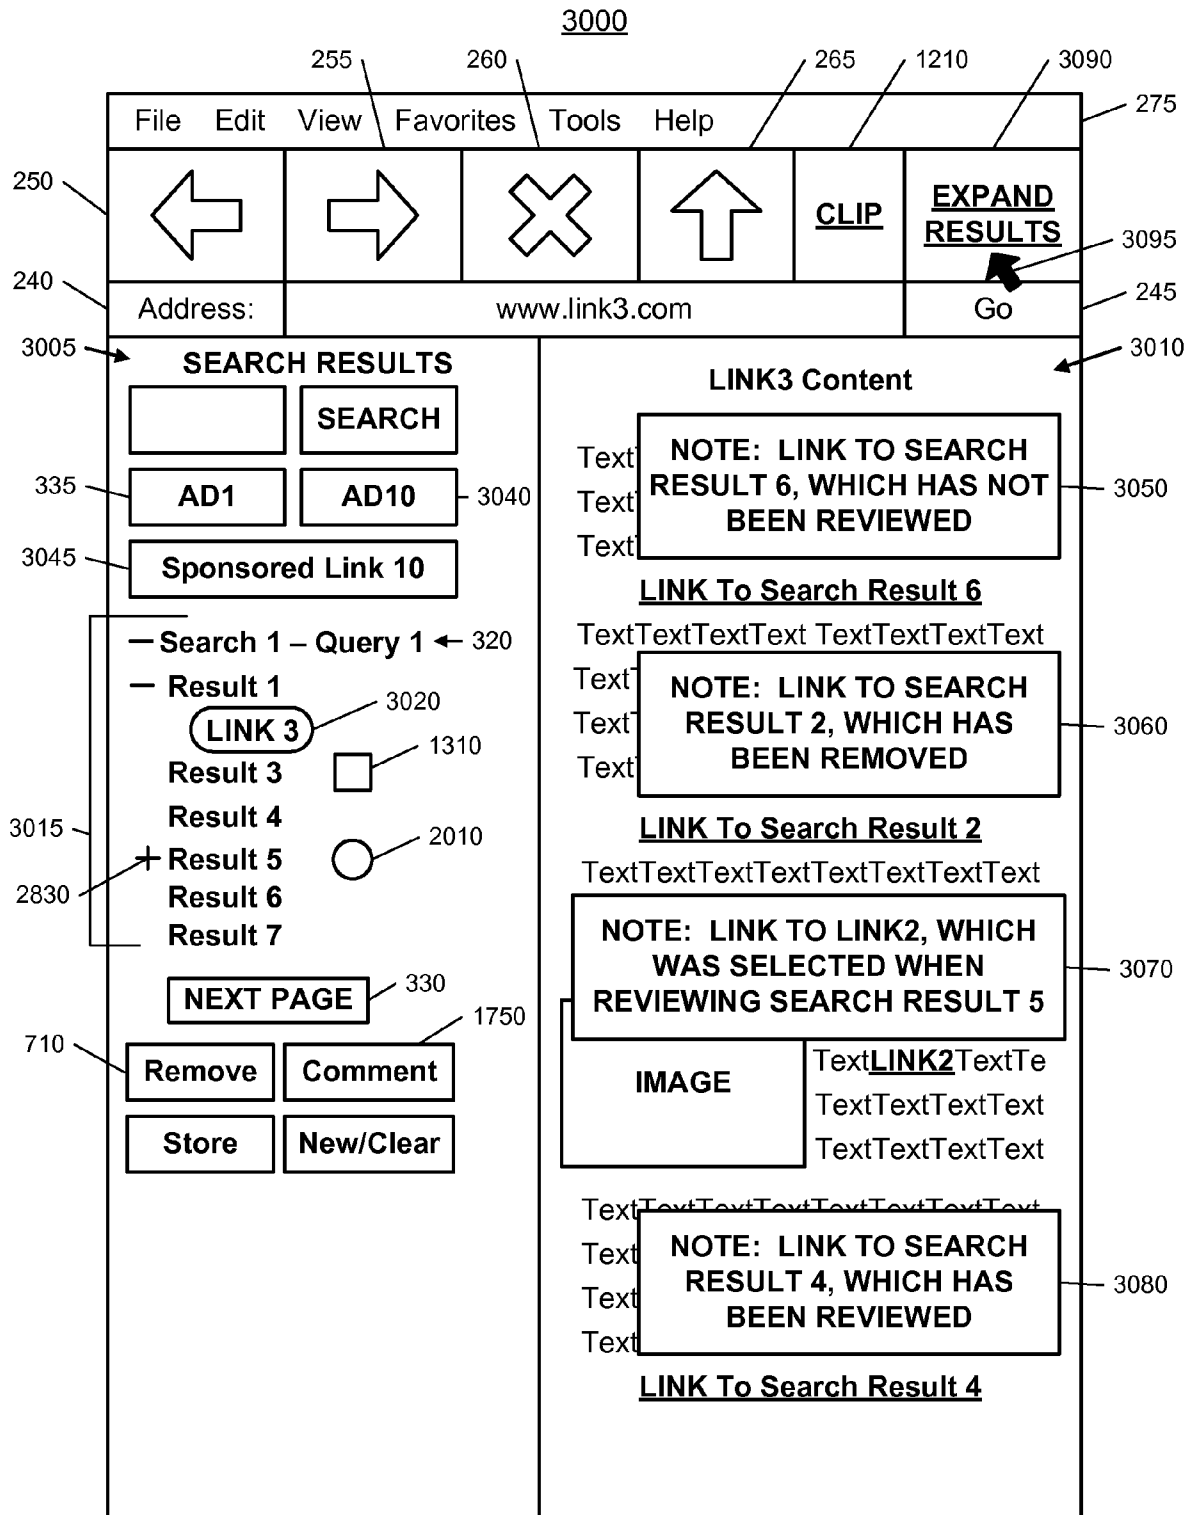 3000
255 260 265 1210 3090
File Edit View Favorites Tools Help
275
250
CLIP
EXPAND
RESULTS
3095
240
Address: www.link3.com Go
245
3005
SEARCH RESULTS
SEARCH
335
AD1 AD10
3040
3045
Sponsored Link 10
– Search 1 – Query 1
320
– Result 1
LINK 3
3020
Result 3
1310
Result 4
3015
+ Result 5
2010
2830
Result 6
Result 7
NEXT PAGE
330
1750
710
Remove Comment
Store New/Clear
3010
LINK3 Content
Text
NOTE: LINK TO SEARCH
Text
RESULT 6, WHICH HAS NOT
Text
BEEN REVIEWED
3050
LINK To Search Result 6
TextTextTextText TextTextTextText
Text
NOTE: LINK TO SEARCH
Text
RESULT 2, WHICH HAS
Text
BEEN REMOVED
3060
LINK To Search Result 2
TextTextTextTextTextTextTextText
NOTE: LINK TO LINK2, WHICH
WAS SELECTED WHEN
REVIEWING SEARCH RESULT 5
3070
IMAGE
TextLINK2TextTe
TextTextTextText
TextTextTextText
TextTextTextTextTextTextTextText
Text
NOTE: LINK TO SEARCH
Text
RESULT 4, WHICH HAS
Text
BEEN REVIEWED
3080
LINK To Search Result 4